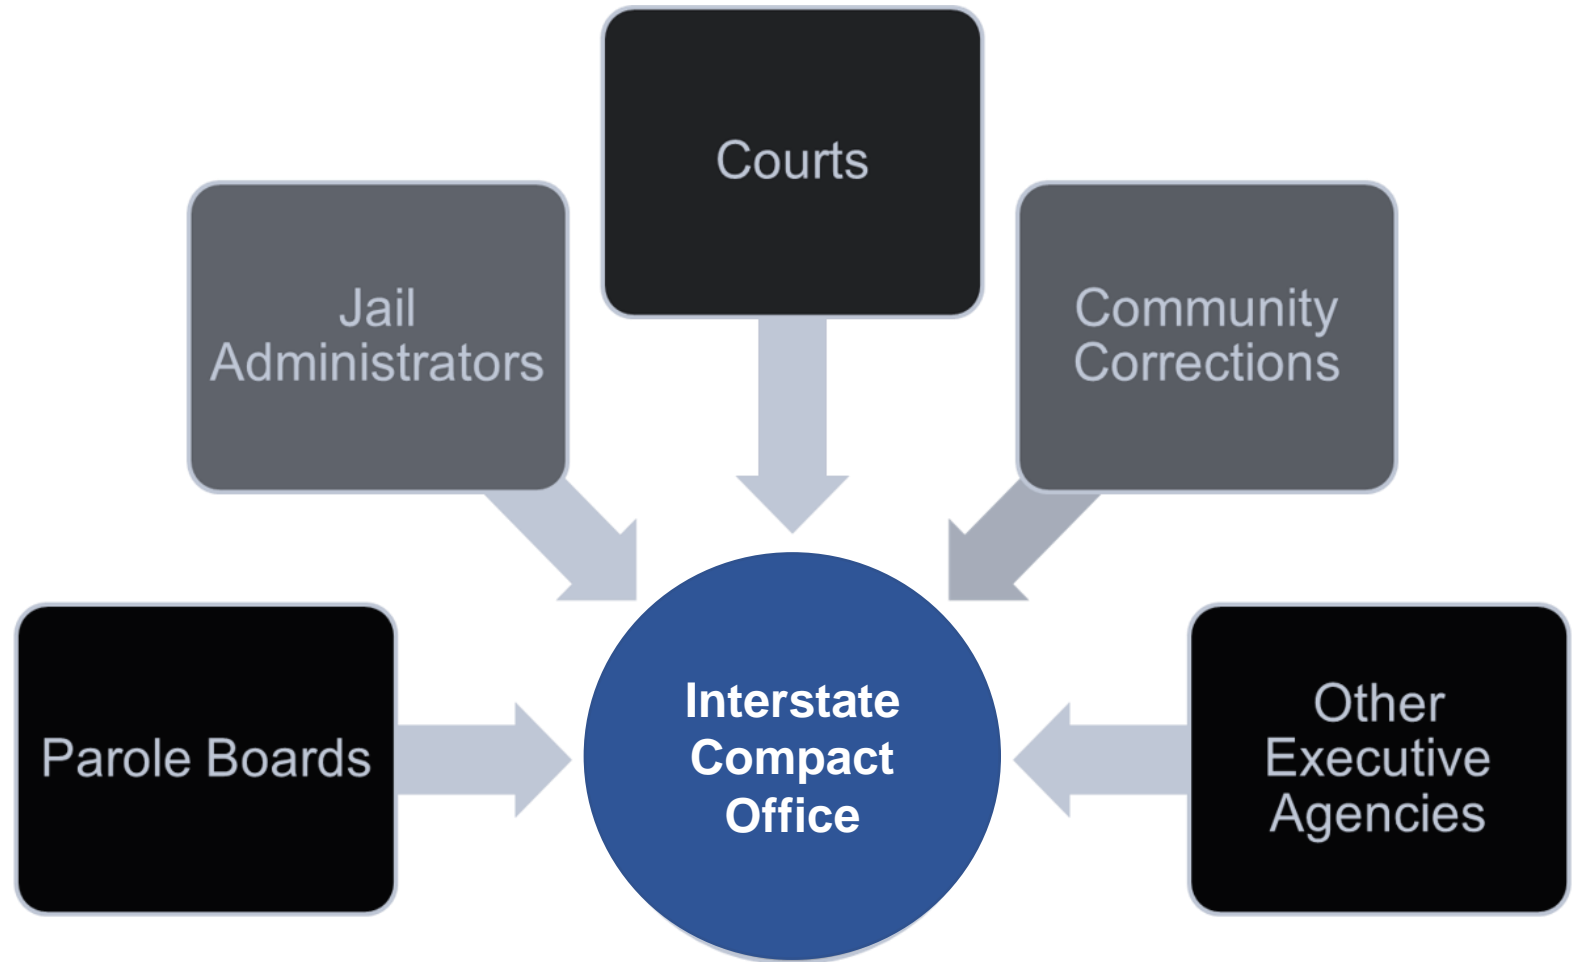 Courts
Jail
Administrators
Community
Corrections
Parole Boards
Interstate
Compact
Office
Other
Executive
Agencies